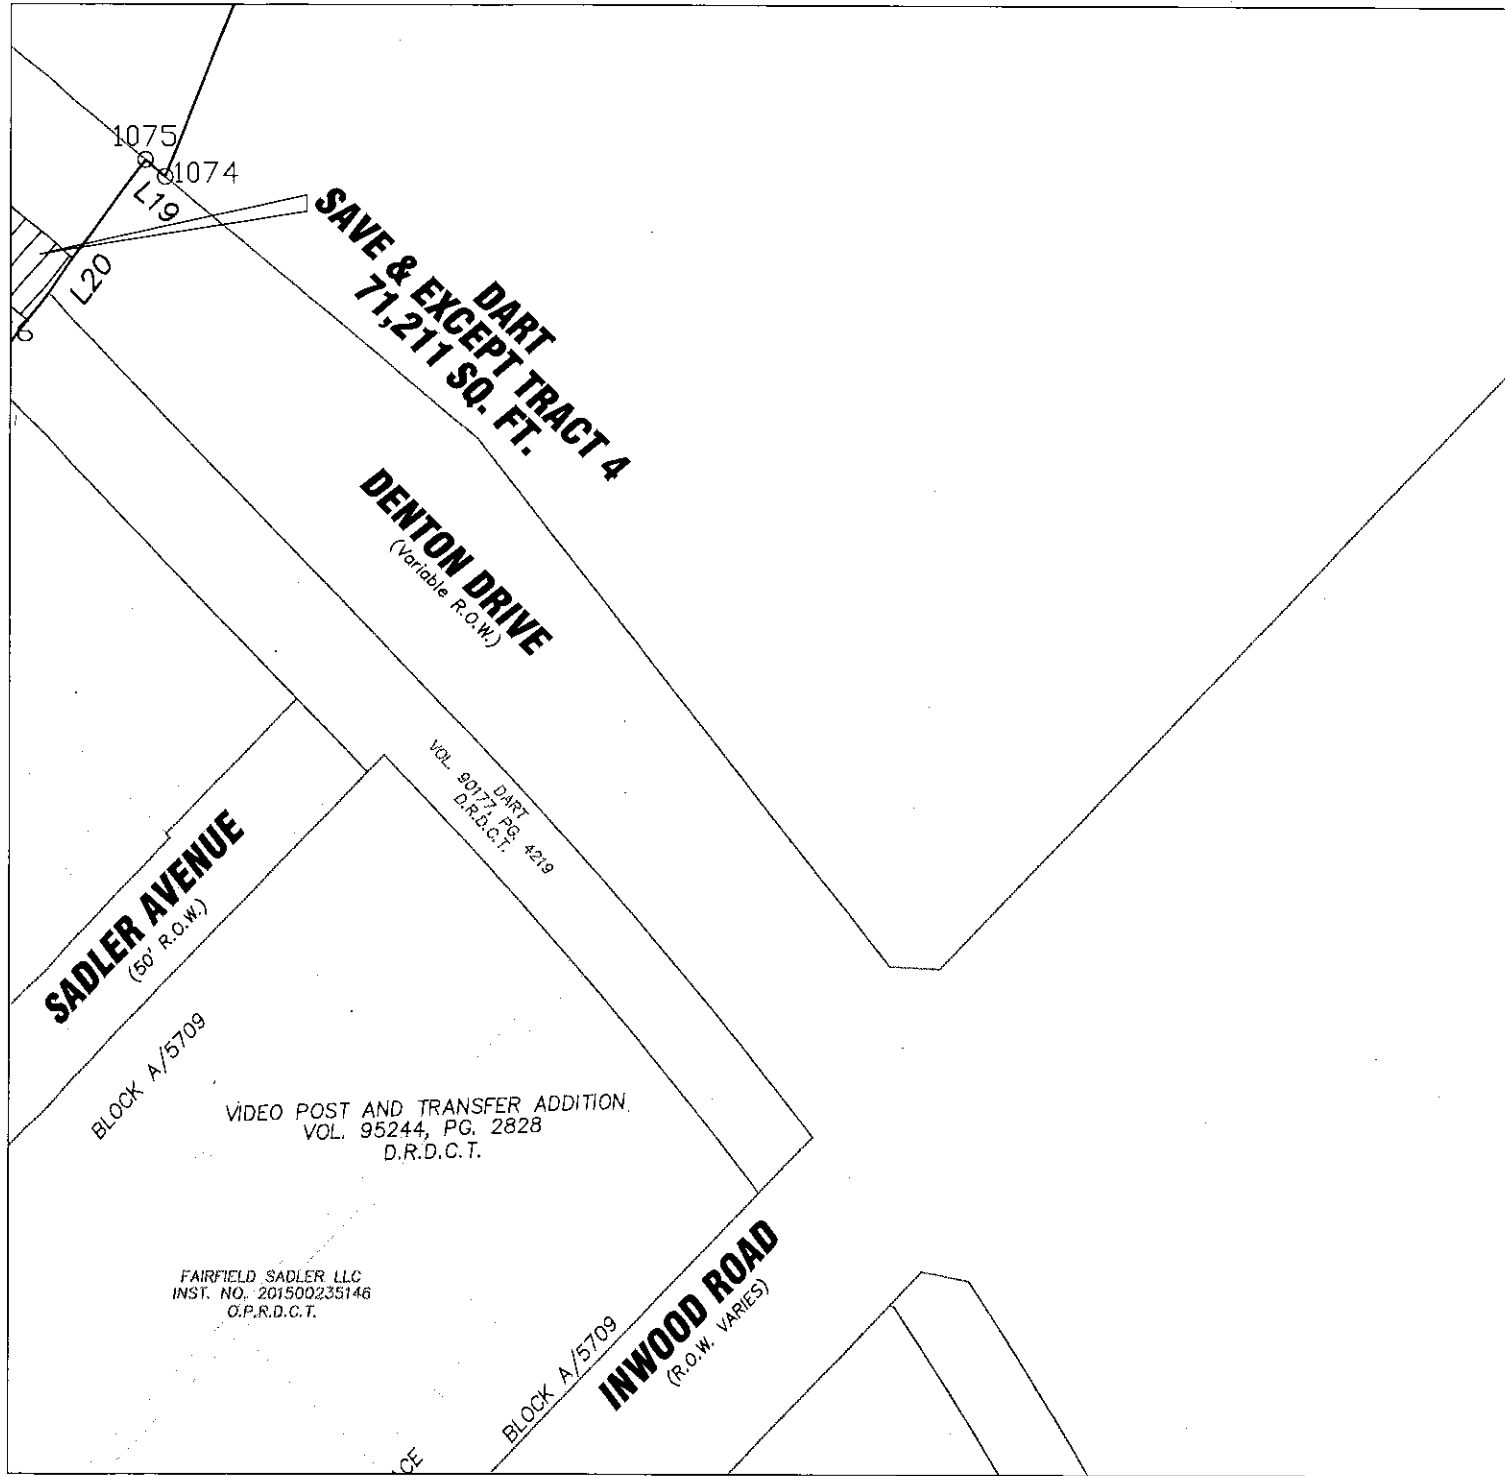 1075
1074
L19
L20
DART
SAVE & EXCEPT TRACT 4
71,211 SQ. FT.
DENTON DRIVE
(Variable R.O.W.)
DART
VOL. 90177, PG. 4219
D.R.D.C.T.
SADLER AVENUE
(50' R.O.W.)
BLOCK A/5709
VIDEO POST AND TRANSFER ADDITION
VOL. 95244, PG. 2828
D.R.D.C.T.
FAIRFIELD SADLER LLC
INST. NO. 201500235146
O.P.R.D.C.T.
BLOCK A/5709
INWOOD ROAD
(R.O.W. VARIES)
CE